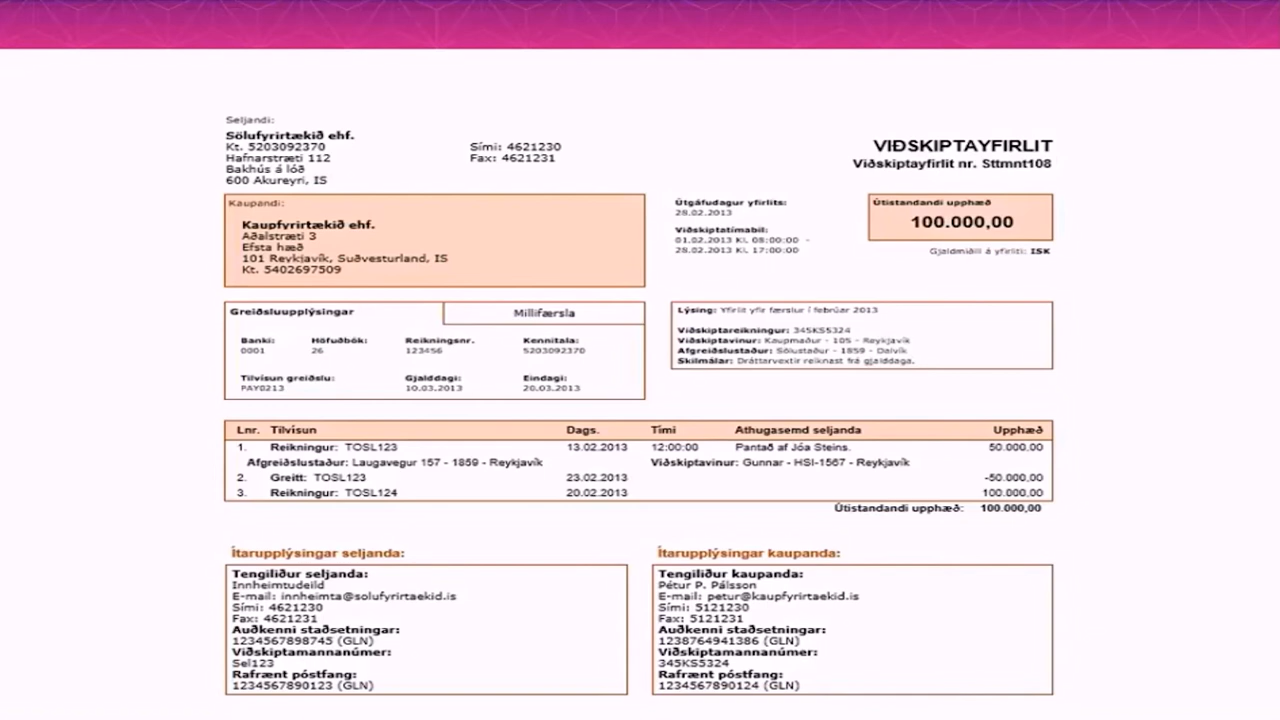 Seljandi:
Sölufyrirtækið ehf.
Kt. 5203092370
Hafnarstræti 112
Bakhús á lóð
600 Akureyri, IS
Sími: 4621230
Fax: 4621231
VIÐSKIPTAYFIRLIT
Viðskiptayfirlit nr. Sttmnt108
Kaupandi:
Kaupfyrirtækið ehf.
Aðalstræti 3
Efsta hæð
101 Reykjavík, Suðvesturland, IS
Kt. 5402697509
Útgáfudagur yfirlits:
28.02.2013
Viðskiptatímabil:
01.02.2013 Kl. 08:00:00 -
28.02.2013 Kl. 17:00:00
Útistandandi upphæð
100.000,00
Gjaldmiðill á yfirliti: ISK
Greiðsluupplýsingar Millifærsla
Banki: Höfuðbók: Reikningsnr. Kennitala:
0001 26 123456 5203092370
Tilvísun greiðslu: Gjalddagi: Eindagi:
PAY0213 10.03.2013 20.03.2013
Lýsing: Yfirlit yfir færslur í febrúar 2013
Viðskiptareikningur: 345KS5324
Viðskiptavinur: Kaupmaður - 105 - Reykjavík
Afgreiðslustaður: Sölustaður - 1859 - Dalvík
Skilmálar: Dráttarvextir reiknast frá gjalddaga.
Lnr. Tilvísun Dags. Tími Athugasemd seljanda Upphæð
1. Reikningur: TOSL123 13.02.2013 12:00:00 Pantað af Jóa Steins. 50.000,00
Afgreiðslustaður: Laugavegur 157 - 1859 - Reykjavík Viðskiptavinur: Gunnar - HSI-1567 - Reykjavík
2. Greitt: TOSL123 23.02.2013 -50.000,00
3. Reikningur: TOSL124 20.02.2013 100.000,00
Útistandandi upphæð: 100.000,00
Ítarupplýsingar seljanda:
Tengiliður seljanda:
Innheimtudeild
E-mail: innheimta@solufyrirtaekid.is
Sími: 4621230
Fax: 4621231
Auðkenni staðsetningar:
1234567898745 (GLN)
Viðskiptamannanúmer:
Sel123
Rafrænt póstfang:
1234567890123 (GLN)
Ítarupplýsingar kaupanda:
Tengiliður kaupanda:
Pétur P. Pálsson
E-mail: petur@kaupfyrirtaekid.is
Sími: 5121230
Fax: 5121231
Auðkenni staðsetningar:
1238764941386 (GLN)
Viðskiptamannanúmer:
345KS5324
Rafrænt póstfang:
1234567890124 (GLN)